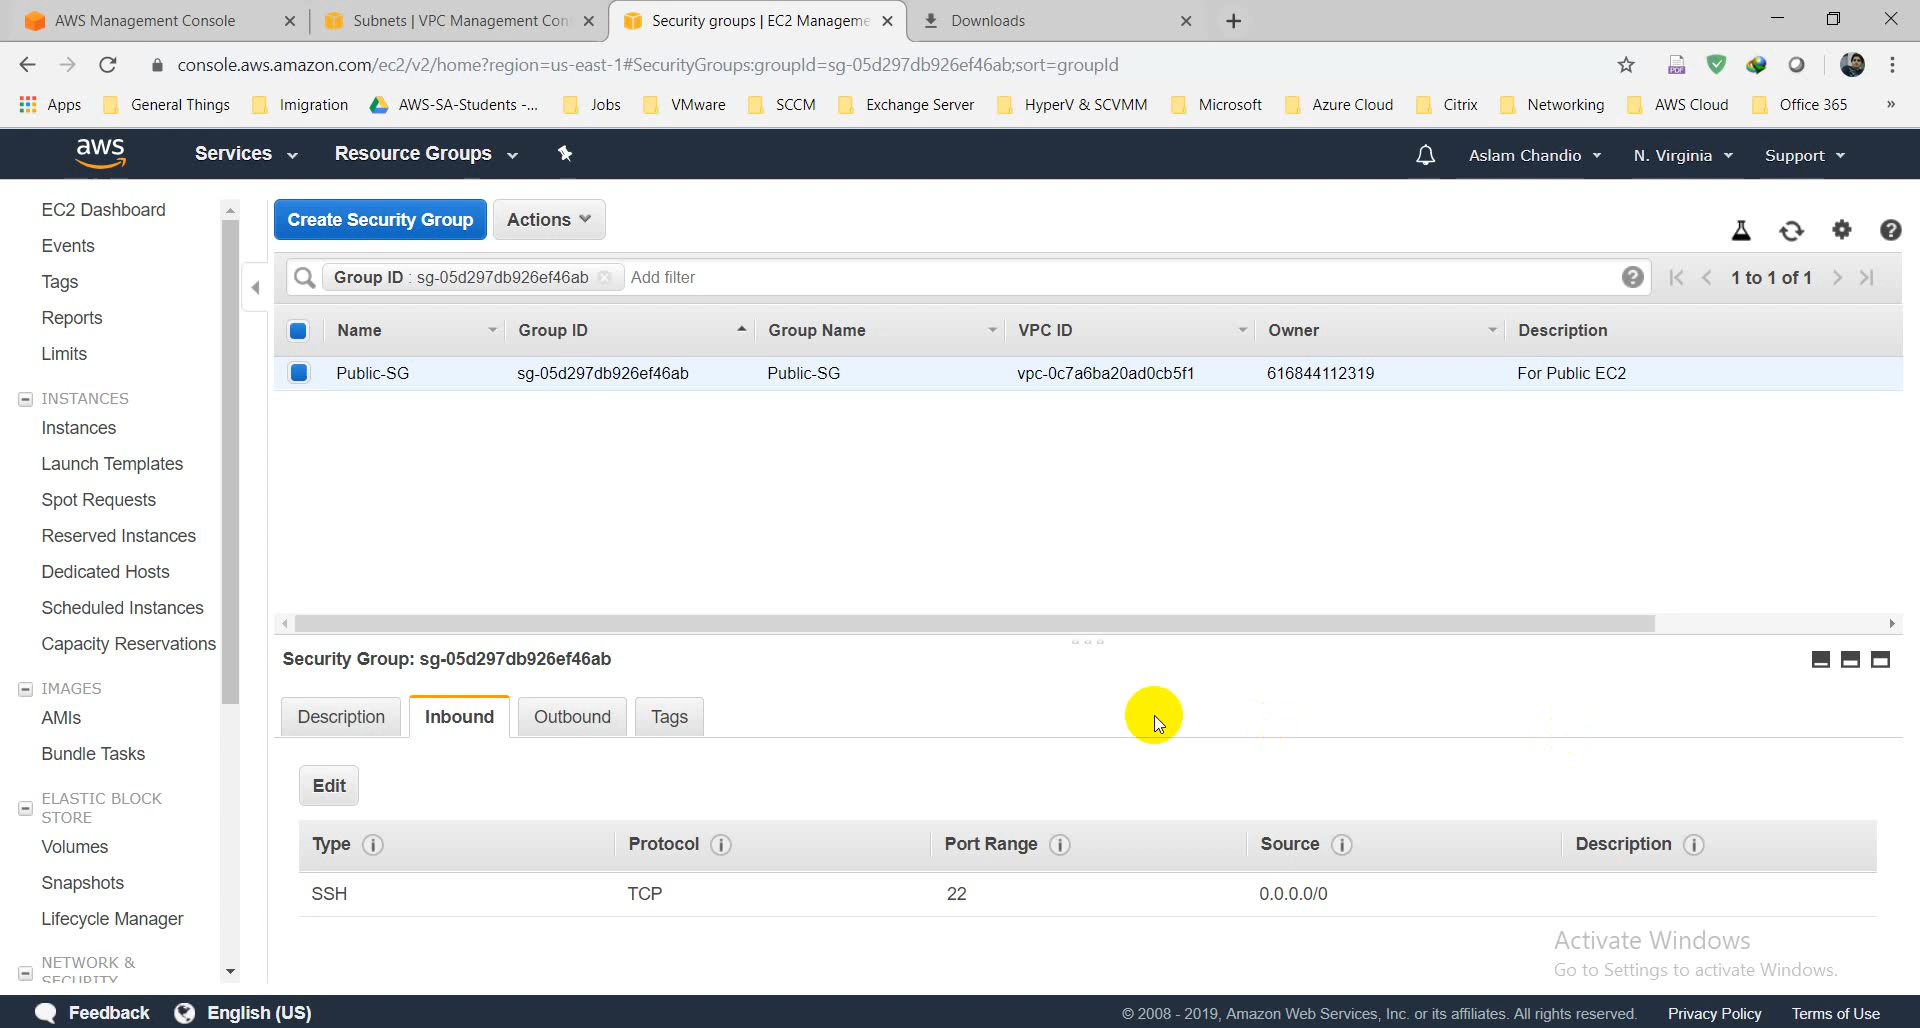 AWS Management Console
Subnets | VPC Management Con
Security groups | EC2 Manageme
Downloads
console.aws.amazon.com/ec2/v2/home?region=us-east-1#SecurityGroups:groupId=sg-05d297db926ef46ab;sort=groupId
Apps General Things Imigration AWS-SA-Students -... Jobs VMware SCCM Exchange Server HyperV & SCVMM Microsoft Azure Cloud Citrix Networking AWS Cloud Office 365 »
aws Services Resource Groups Aslam Chandio N. Virginia Support
EC2 Dashboard
Events
Tags
Reports
Limits
INSTANCES
Instances
Launch Templates
Spot Requests
Reserved Instances
Dedicated Hosts
Scheduled Instances
Capacity Reservations
IMAGES
AMIs
Bundle Tasks
ELASTIC BLOCK
STORE
Volumes
Snapshots
Lifecycle Manager
NETWORK &
SECURITY
Create Security Group Actions
Group ID : sg-05d297db926ef46ab Add filter 1 to 1 of 1
Name Group ID Group Name VPC ID Owner Description
Public-SG sg-05d297db926ef46ab Public-SG vpc-0c7a6ba20ad0cb5f1 616844112319 For Public EC2
Security Group: sg-05d297db926ef46ab
Description Inbound Outbound Tags
Edit
Type Protocol Port Range Source Description
SSH TCP 22 0.0.0.0/0
Activate Windows
Go to Settings to activate Windows.
Feedback English (US) © 2008 - 2019, Amazon Web Services, Inc. or its affiliates. All rights reserved. Privacy Policy Terms of Use